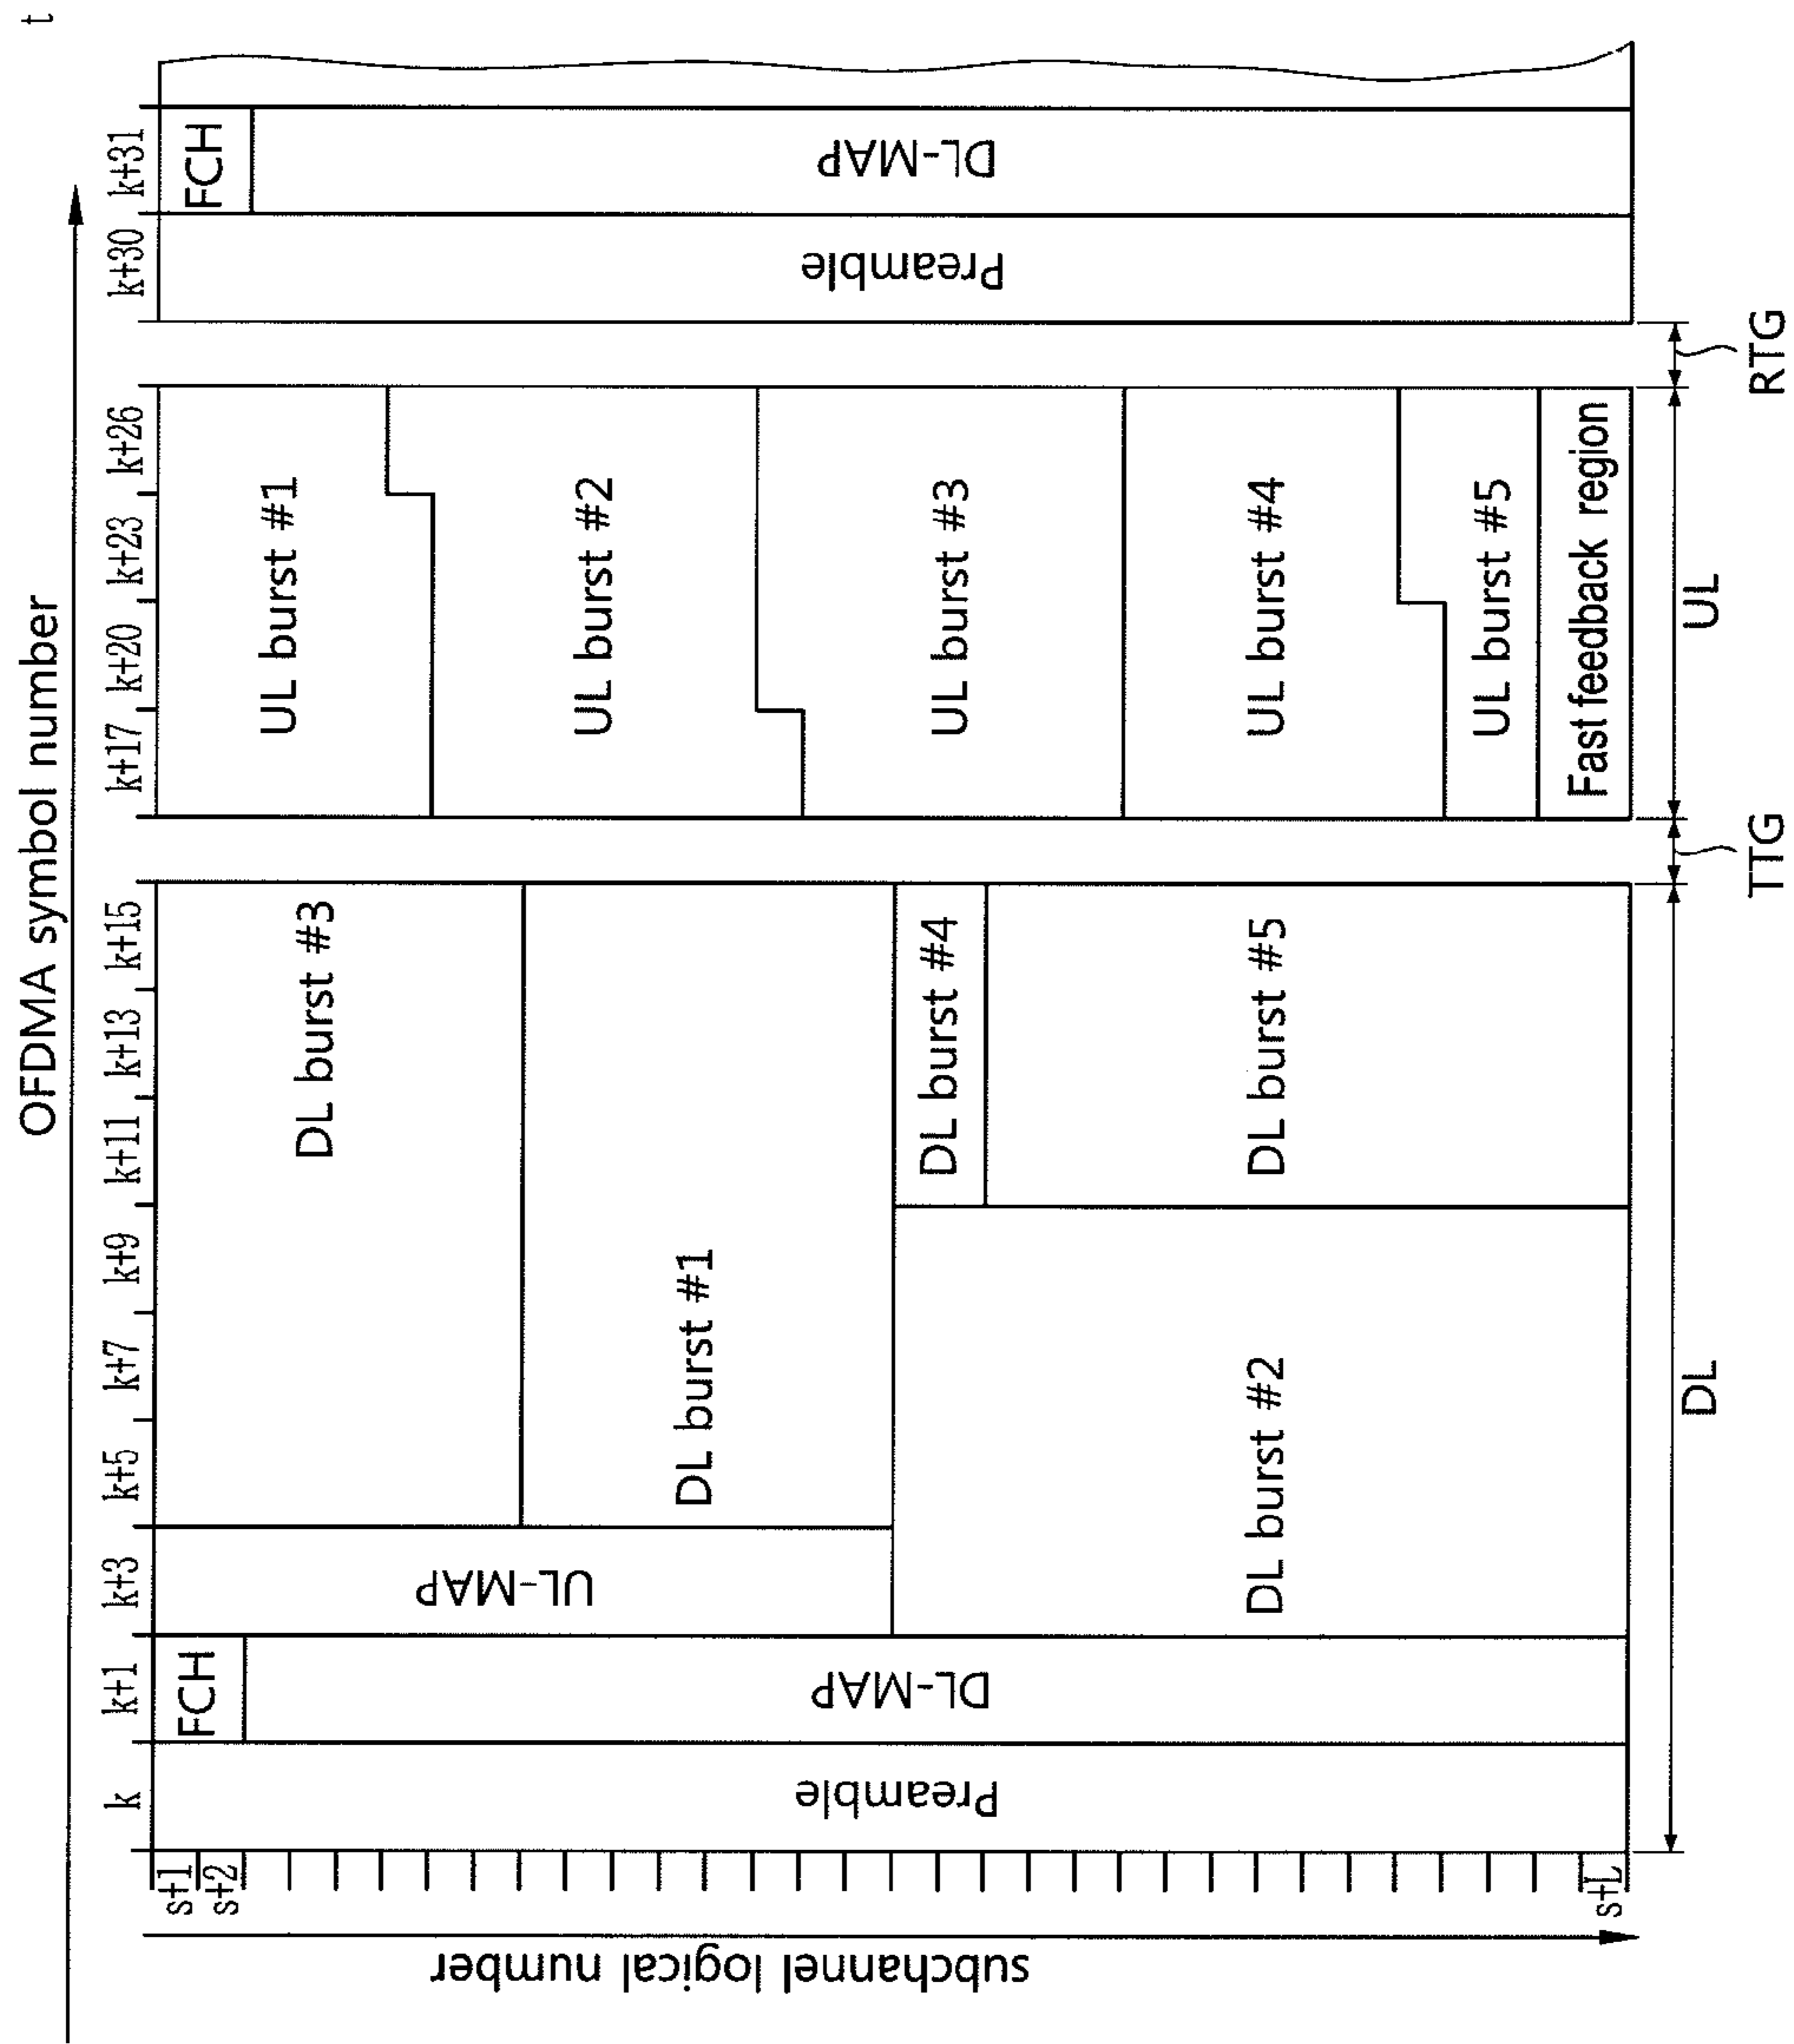 OFDMA symbol number
t
k
k+1
k+3
k+5
k+7
k+9
k+11
k+13
k+15
k+17
k+20
k+23
k+26
k+30
k+31
subchannel logical number
s+1
s+2
s+L
Preamble
FCH
DL-MAP
UL-MAP
DL burst #3
DL burst #1
DL burst #2
DL burst #4
DL burst #5
UL burst #1
UL burst #2
UL burst #3
UL burst #4
UL burst #5
Fast feedback region
Preamble
FCH
DL-MAP
DL
TTG
UL
RTG